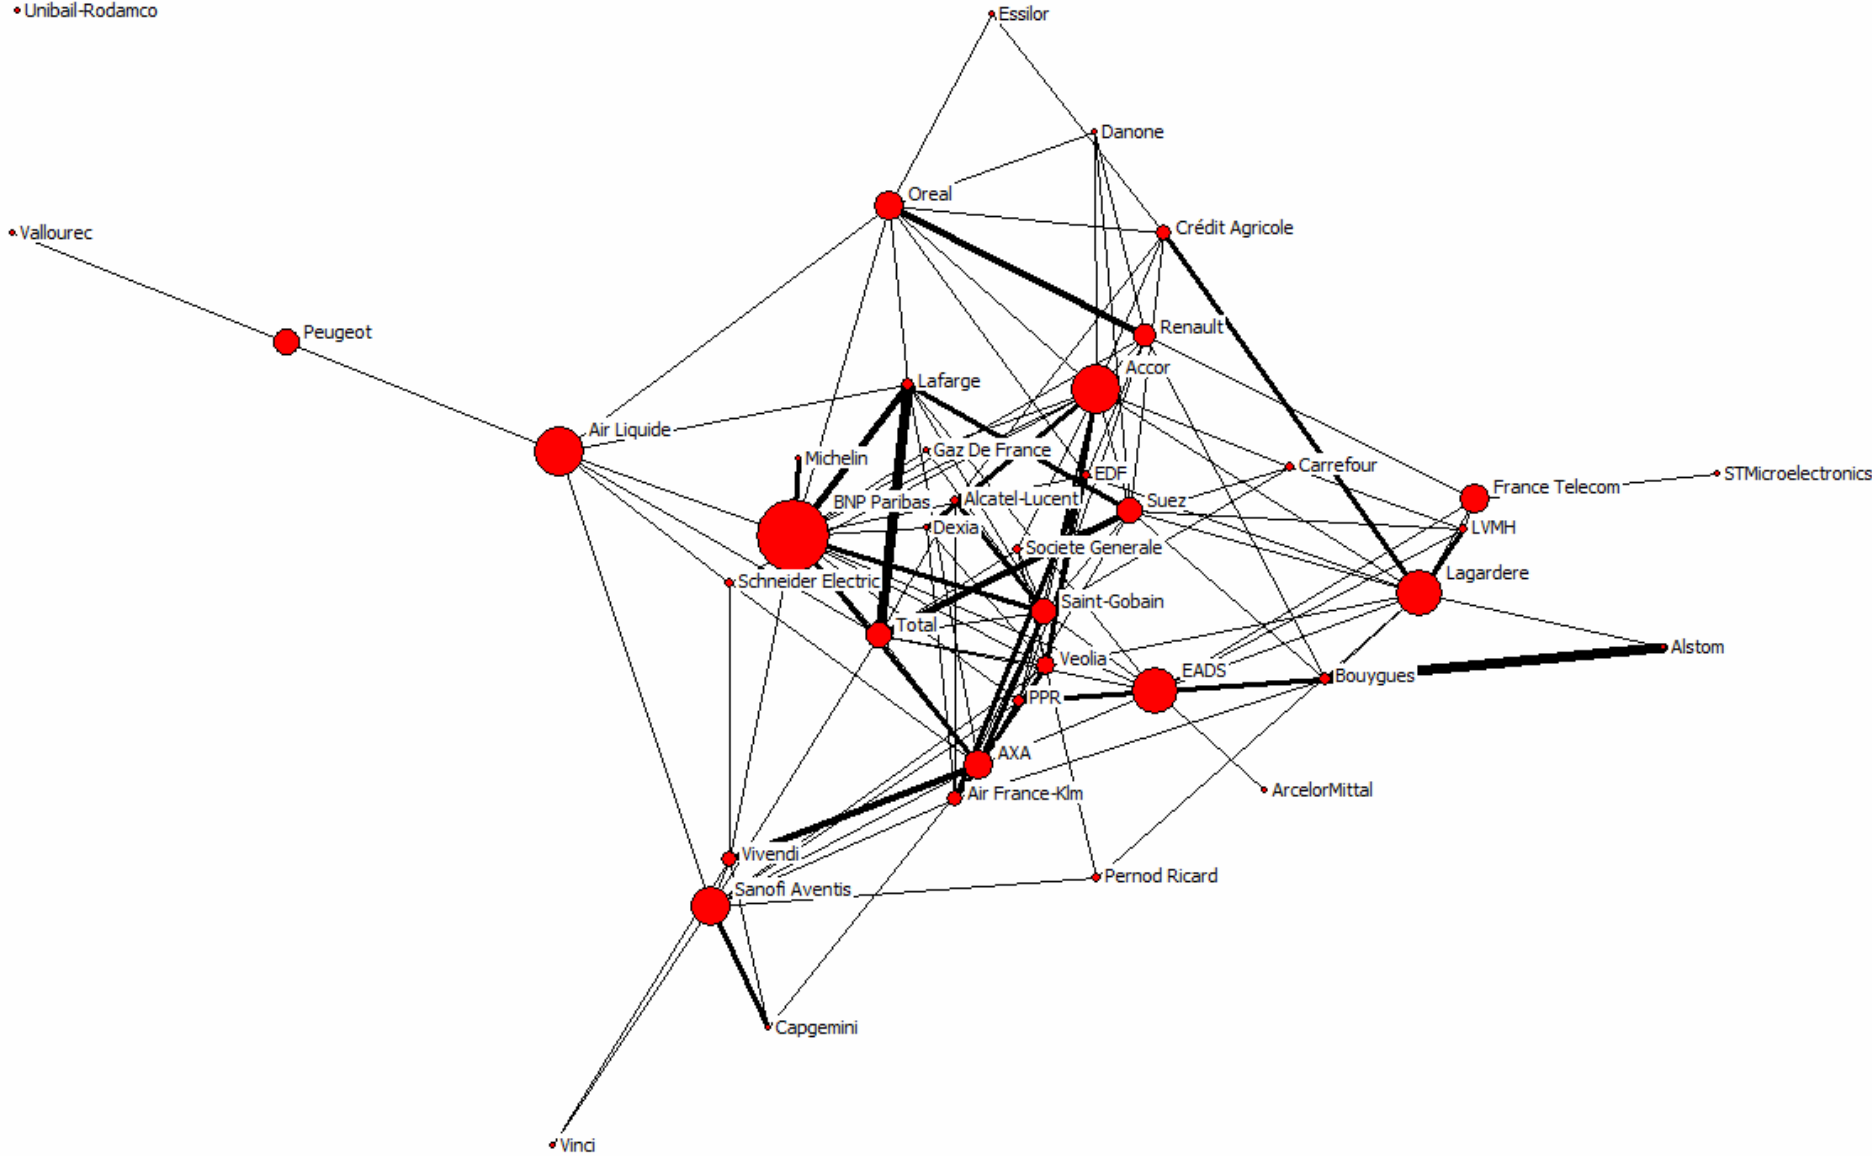 Unibail-Rodamco
Essilor
Danone
Oreal
Crédit Agricole
Vallourec
Peugeot
Renault
Accor
Lafarge
Air Liquide
Michelin
Gaz De France
EDF
Carrefour
STMicroelectronics
France Telecom
BNP Paribas
Alcatel-Lucent
Suez
LVMH
Dexia
Societe Generale
Lagardere
Schneider Electric
Saint-Gobain
Total
Veolia
EADS
Bouygues
Alstom
PPR
AXA
Air France-Klm
ArcelorMittal
Vivendi
Pernod Ricard
Sanofi Aventis
Capgemini
Vinci